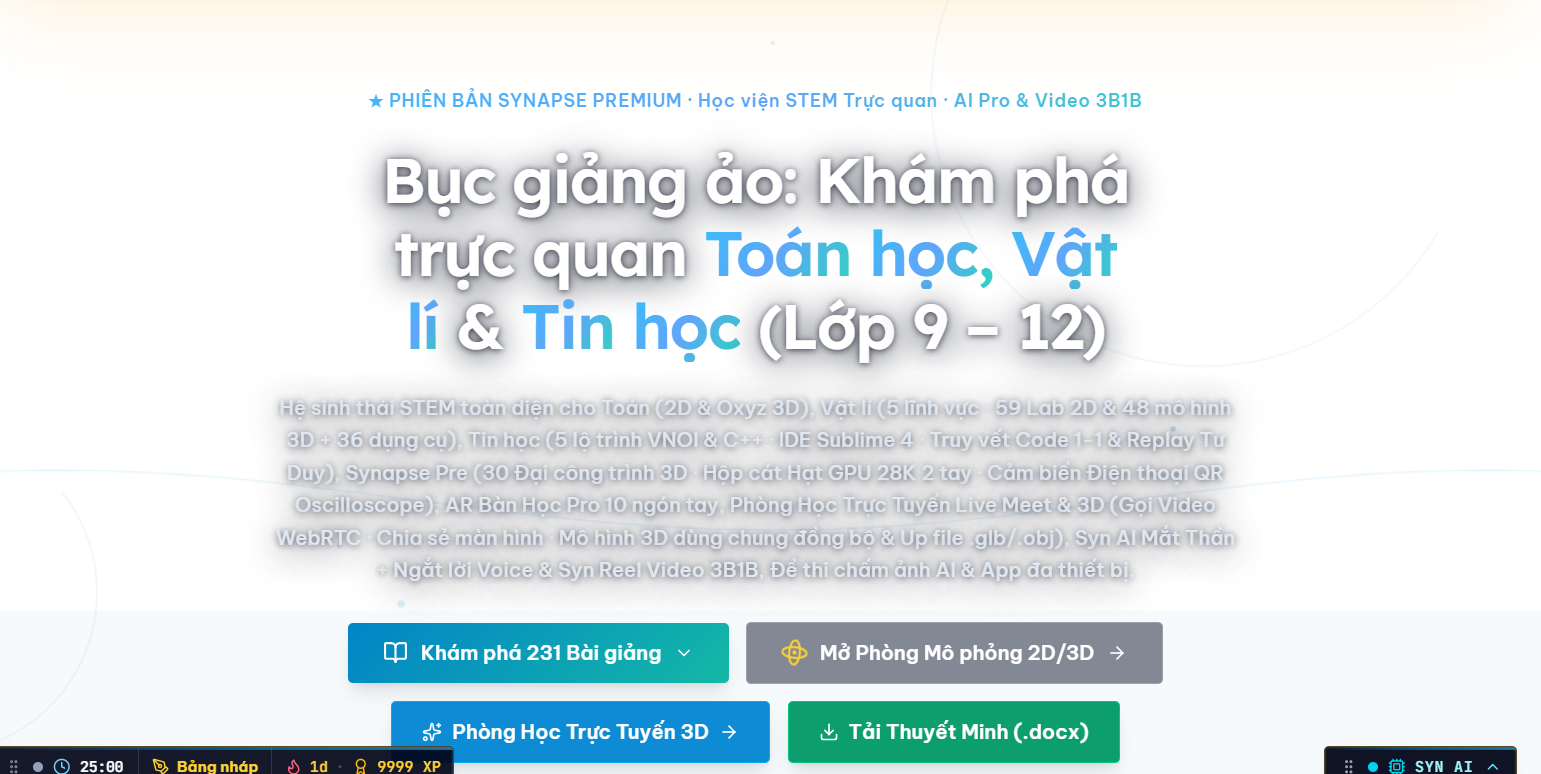 ★ PHIÊN BẢN SYNAPSE PREMIUM · Học viện STEM Trực quan · AI Pro & Video 3B1B
Bục giảng ảo: Khám phá
trực quan Toán học, Vật
lí & Tin học (Lớp 9 – 12)
Hệ sinh thái STEM toàn diện cho Toán (2D & Oxyz 3D), Vật lí (5 lĩnh vực · 59 Lab 2D & 48 mô hình
3D + 36 dụng cụ), Tin học (5 lộ trình VNOI & C++ · IDE Sublime 4 · Truy vết Code 1-1 & Replay Tư
Duy), Synapse Pre (30 Đại công trình 3D · Hộp cát Hạt GPU 28K 2 tay · Cảm biến Điện thoại QR
Oscilloscope), AR Bàn Học Pro 10 ngón tay, Phòng Học Trực Tuyến Live Meet & 3D (Gọi Video
WebRTC · Chia sẻ màn hình · Mô hình 3D dùng chung đồng bộ & Up file .glb/.obj), Syn AI Mắt Thần
+ Ngắt lời Voice & Syn Reel Video 3B1B, Đề thi chấm ảnh AI & App đa thiết bị.
Khám phá 231 Bài giảng
Mở Phòng Mô phỏng 2D/3D →
Phòng Học Trực Tuyến 3D →
Tải Thuyết Minh (.docx)
25:00
Bảng nháp
1d · 9999 XP
SYN AI